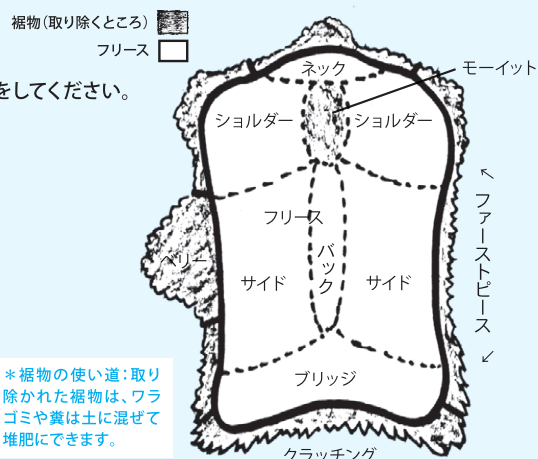 裾物（取り除くところ）
フリース
をしてください。
ネック
モーイット
ショルダー
ショルダー
フリース
バック
ベリー
サイド
サイド
ファーストピース
ブリッジ
＊裾物の使い道：取り
除かれた裾物は、ワラ
ゴミや糞は土に混ぜて
堆肥にできます。
クラッチング